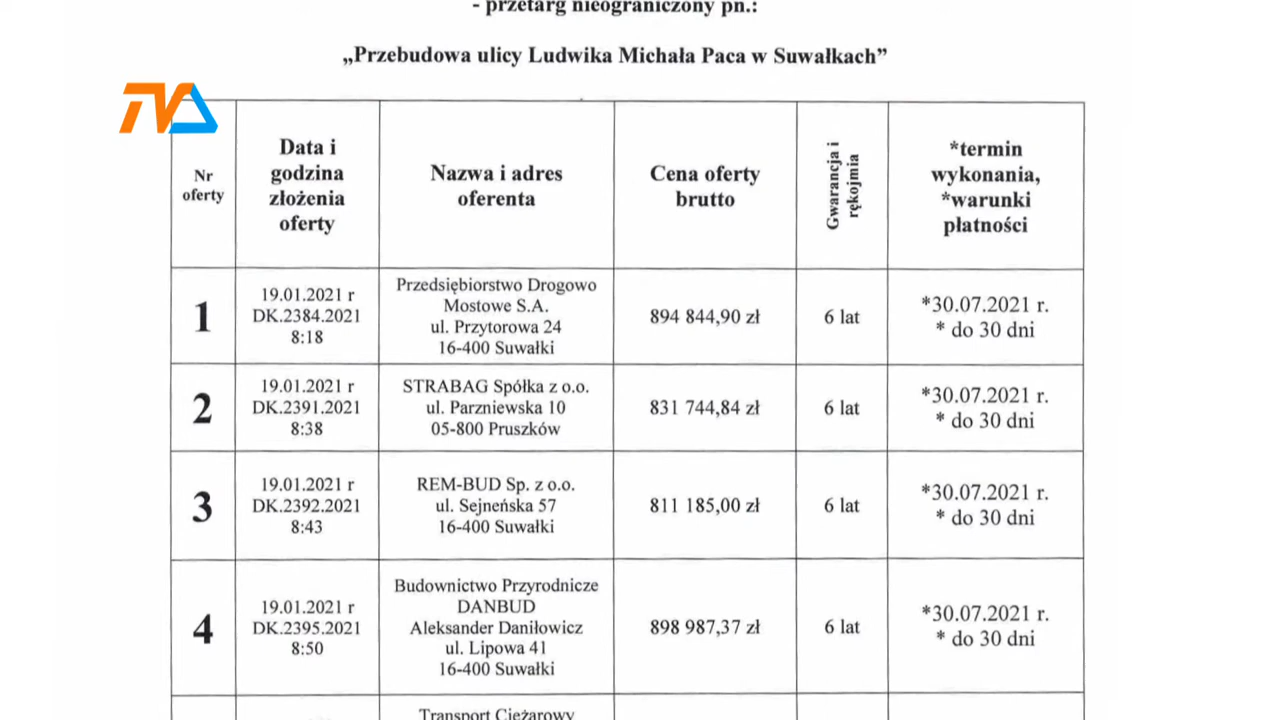 - przetarg nieograniczony pn.:
„Przebudowa ulicy Ludwika Michała Paca w Suwałkach”
TVA
Nr
oferty
Data i
godzina
złożenia
oferty
Nazwa i adres
oferenta
Cena oferty
brutto
Gwarancja i
rękojmia
*termin
wykonania,
*warunki
płatności
1
19.01.2021 r
DK.2384.2021
8:18
Przedsiębiorstwo Drogowo
Mostowe S.A.
ul. Przytorowa 24
16-400 Suwałki
894 844,90 zł
6 lat
*30.07.2021 r.
* do 30 dni
2
19.01.2021 r
DK.2391.2021
8:38
STRABAG Spółka z o.o.
ul. Parzniewska 10
05-800 Pruszków
831 744,84 zł
6 lat
*30.07.2021 r.
* do 30 dni
3
19.01.2021 r
DK.2392.2021
8:43
REM-BUD Sp. z o.o.
ul. Sejneńska 57
16-400 Suwałki
811 185,00 zł
6 lat
*30.07.2021 r.
* do 30 dni
4
19.01.2021 r
DK.2395.2021
8:50
Budownictwo Przyrodnicze
DANBUD
Aleksander Daniłowicz
ul. Lipowa 41
16-400 Suwałki
898 987,37 zł
6 lat
*30.07.2021 r.
* do 30 dni
Transport Ciężarowy